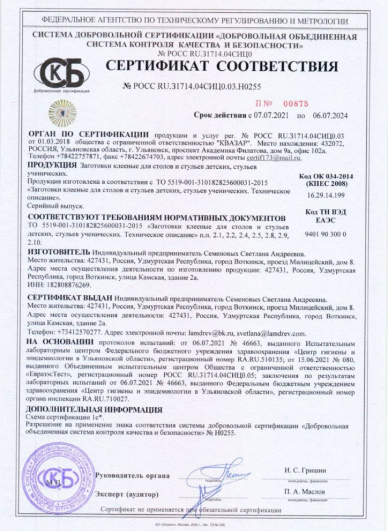 ФЕДЕРАЛЬНОЕ АГЕНТСТВО ПО ТЕХНИЧЕСКОМУ РЕГУЛИРОВАНИЮ И МЕТРОЛОГИИ
СИСТЕМА ДОБРОВОЛЬНОЙ СЕРТИФИКАЦИИ «ДОБРОВОЛЬНАЯ ОБЪЕДИНЕННАЯ
СИСТЕМА КОНТРОЛЯ КАЧЕСТВА И БЕЗОПАСНОСТИ»
СКБ
Добровольная сертификация
СЕРТИФИКАТ СООТВЕТСТВИЯ
№ РОСС RU.31714.04СИЦ0.03.Н0255
П № 00875
Срок действия с 07.07.2021 по 06.07.2024
ОРГАН ПО СЕРТИФИКАЦИИ продукции и услуг рег. № РОСС RU.31714.04СИЦ0.03
от 01.03.2018 общества с ограниченной ответственностью "КВАЗАР". Место нахождения: 432072,
РОССИЯ, Ульяновская область, г. Ульяновск, проспект Академика Филатова, дом 9а, офис 102а.
Телефон +78422757871, факс +78422674703, адрес электронной почты certif173@mail.ru.
ПРОДУКЦИЯ Заготовки клееные для столов и стульев детских, стульев
ученических.
Продукция изготовлена в соответствии с ТО 5519-001-310182825600031-2015
«Заготовки клееные для столов и стульев детских, стульев ученических. Техническое
описание».
Серийный выпуск.
Код ОК 034-2014
(КПЕС 2008)
16.29.14.199
СООТВЕТСТВУЮТ ТРЕБОВАНИЯМ НОРМАТИВНЫХ ДОКУМЕНТОВ
ТО 5519-001-310182825600031-2015 «Заготовки клееные для столов и стульев
детских, стульев ученических. Техническое описание» п.п. 2.1, 2.2, 2.4, 2.5, 2.8, 2.9,
2.10.
Код ТН ВЭД
ЕАЭС
9401 90 300 0
ИЗГОТОВИТЕЛЬ Индивидуальный предприниматель Семеновых Светлана Андреевна.
Место жительства: 427431, Россия, Удмуртская Республика, город Воткинск, проезд Милицейский, дом 8.
Адрес места осуществления деятельности по изготовлению продукции: 427431, Россия, Удмуртская
Республика, город Воткинск, улица Камская, здание 2а.
ИНН: 182808876269.
СЕРТИФИКАТ ВЫДАН Индивидуальный предприниматель Семеновых Светлана Андреевна.
Место жительства: 427431, Россия, Удмуртская Республика, город Воткинск, проезд Милицейский, дом 8.
Адрес места осуществления деятельности: 427431, Россия, Удмуртская Республика, город Воткинск,
улица Камская, здание 2а.
Телефон: +73412570277. Адрес электронной почты: lamdrev@bk.ru, svetlana@lamdrev.com.
НА ОСНОВАНИИ протоколов испытаний: от 06.07.2021 № 46663, выданного Испытательным
лабораторным центром Федерального бюджетного учреждения здравоохранения «Центр гигиены и
эпидемиологии в Ульяновской области», регистрационный номер RA.RU.510135; от 15.06.2021 № 080,
выданного Объединенным испытательным центром Общества с ограниченной ответственностью
«ЕвразЭсТест», регистрационный номер РОСС RU.31714.04СИЦ0.05; заключения по результатам
лабораторных испытаний от 06.07.2021 № 46663, выданного Федеральным бюджетным учреждением
здравоохранения «Центр гигиены и эпидемиологии в Ульяновской области», регистрационный номер
органа инспекции RA.RU.710027.
ДОПОЛНИТЕЛЬНАЯ ИНФОРМАЦИЯ
Схема сертификации 1с*.
Разрешение на применение знака соответствия системы добровольной сертификации «Добровольная
объединенная система контроля качества и безопасности» № Н0255.
СКБ
М.П.
Руководитель органа
И. С. Гришин
Эксперт (аудитор)
П. А. Маслов
Сертификат не применяется при обязательной сертификации